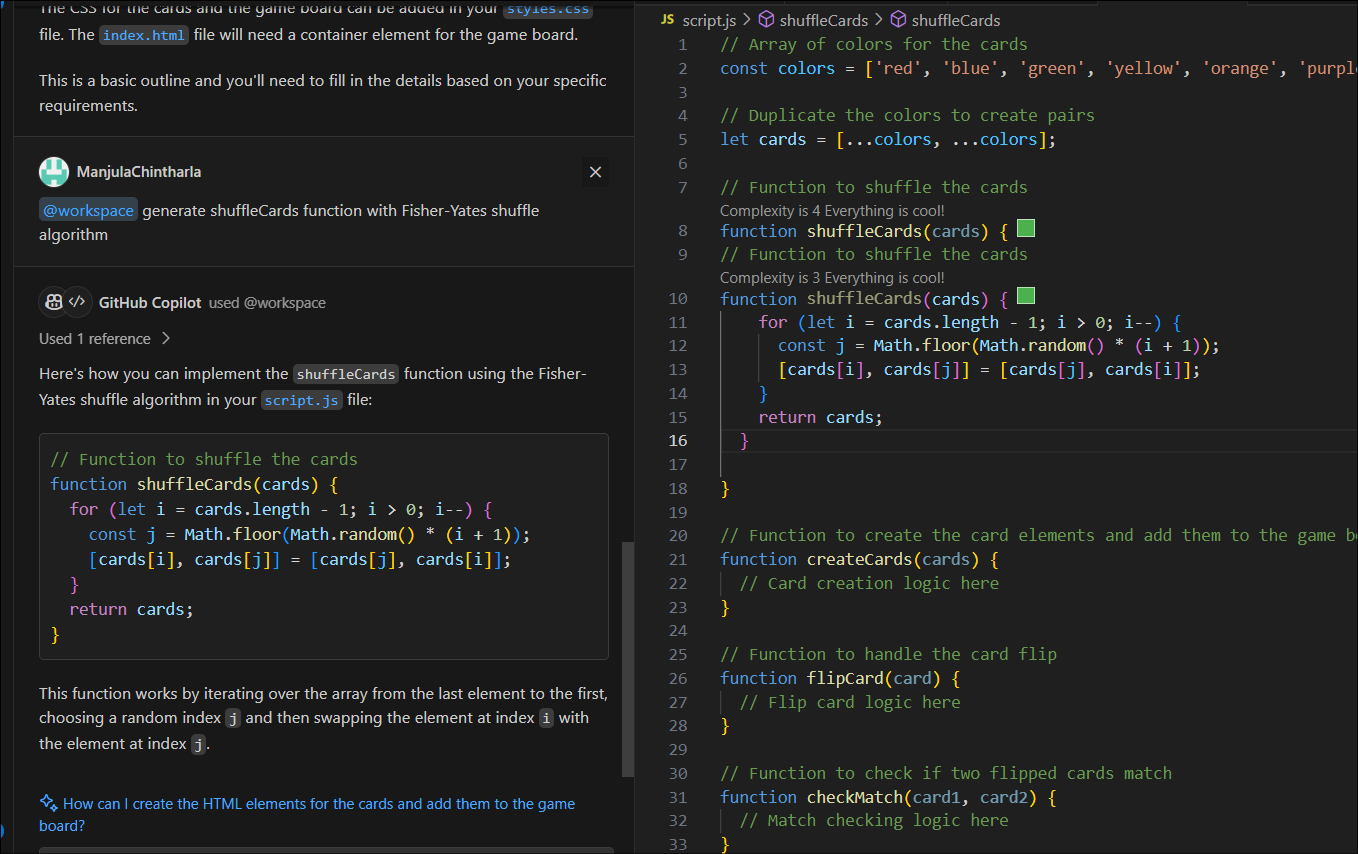 The CSS for the cards and the game board can be added in your styles.css
file. The index.html file will need a container element for the game board.
This is a basic outline and you'll need to fill in the details based on your specific
requirements.
ManjulaChintharla
@workspace generate shuffleCards function with Fisher-Yates shuffle
algorithm
GitHub Copilot used @workspace
Used 1 reference
Here's how you can implement the shuffleCards function using the Fisher-
Yates shuffle algorithm in your script.js file:
// Function to shuffle the cards
function shuffleCards(cards) {
  for (let i = cards.length - 1; i > 0; i--) {
    const j = Math.floor(Math.random() * (i + 1));
    [cards[i], cards[j]] = [cards[j], cards[i]];
  }
  return cards;
}
This function works by iterating over the array from the last element to the first,
choosing a random index j and then swapping the element at index i with
the element at index j.
How can I create the HTML elements for the cards and add them to the game
board?
JS script.js > shuffleCards > shuffleCards
1 // Array of colors for the cards
2 const colors = ['red', 'blue', 'green', 'yellow', 'orange', 'purple
3
4 // Duplicate the colors to create pairs
5 let cards = [...colors, ...colors];
6
7 // Function to shuffle the cards
Complexity is 4 Everything is cool!
8 function shuffleCards(cards) {
9 // Function to shuffle the cards
Complexity is 3 Everything is cool!
10 function shuffleCards(cards) {
11     for (let i = cards.length - 1; i > 0; i--) {
12       const j = Math.floor(Math.random() * (i + 1));
13       [cards[i], cards[j]] = [cards[j], cards[i]];
14     }
15     return cards;
16   }
17
18 }
19
20 // Function to create the card elements and add them to the game b
21 function createCards(cards) {
22   // Card creation logic here
23 }
24
25 // Function to handle the card flip
26 function flipCard(card) {
27   // Flip card logic here
28 }
29
30 // Function to check if two flipped cards match
31 function checkMatch(card1, card2) {
32   // Match checking logic here
33 }